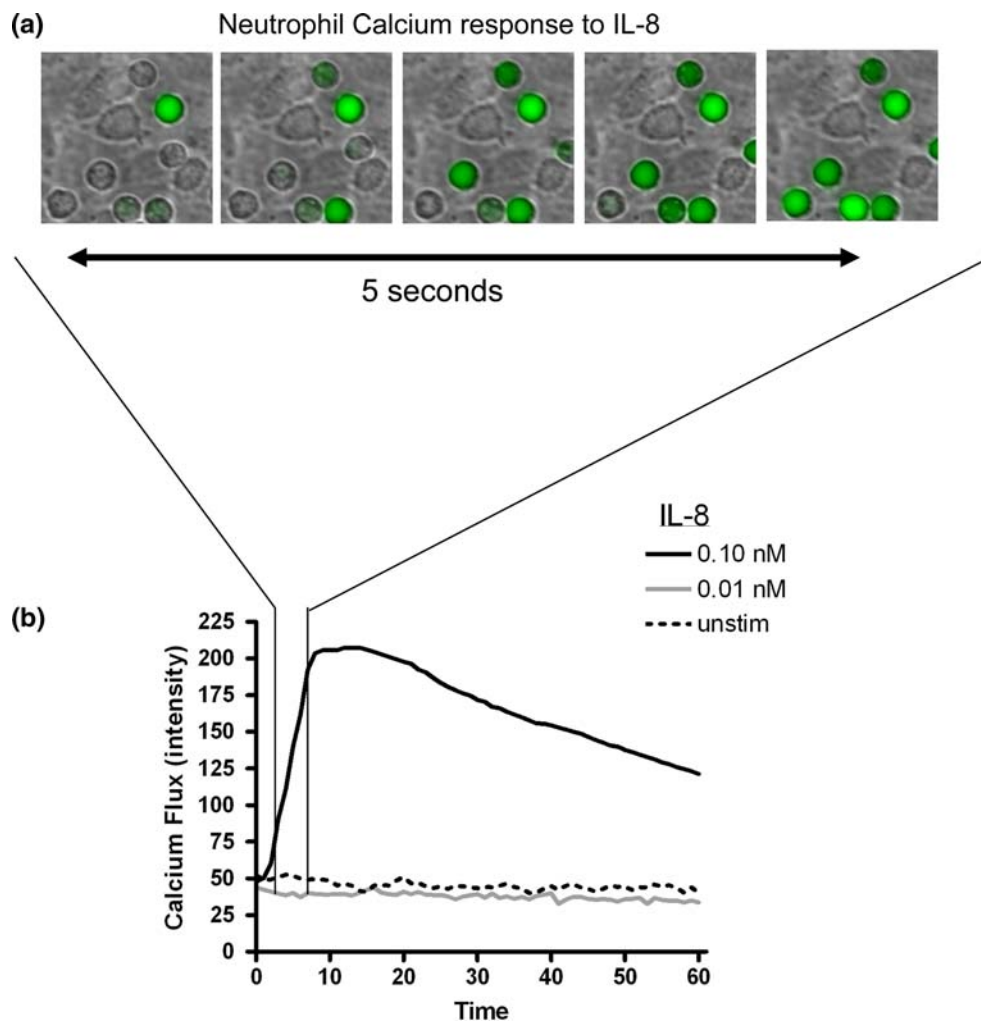 (a)
Neutrophil Calcium response to IL-8
5 seconds
IL-8
0.10 nM
0.01 nM
unstim
(b)
Calcium Flux (intensity)
225
200
175
150
125
100
75
50
25
0
0 10 20 30 40 50 60
Time